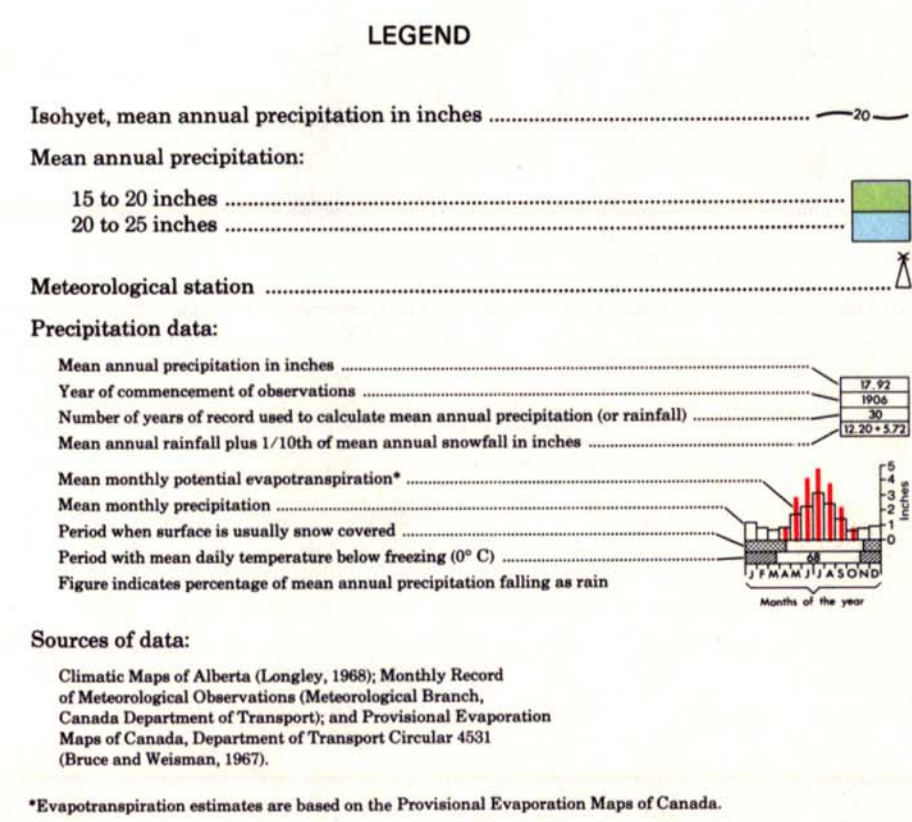 LEGEND
Isohyet, mean annual precipitation in inches 20
Mean annual precipitation:
15 to 20 inches
20 to 25 inches
Meteorological station
Precipitation data:
Mean annual precipitation in inches
17.92
Year of commencement of observations
1906
Number of years of record used to calculate mean annual precipitation (or rainfall)
30
Mean annual rainfall plus 1/10th of mean annual snowfall in inches
12.20 + 5.72
Mean monthly potential evapotranspiration*
Mean monthly precipitation
Period when surface is usually snow covered
Period with mean daily temperature below freezing (0° C)
Figure indicates percentage of mean annual precipitation falling as rain
5
4
3
2
1
0
Inches
68
J F M A M J J A S O N D
Months of the year
Sources of data:
Climatic Maps of Alberta (Longley, 1968); Monthly Record
of Meteorological Observations (Meteorological Branch,
Canada Department of Transport); and Provisional Evaporation
Maps of Canada, Department of Transport Circular 4531
(Bruce and Weisman, 1967).
*Evapotranspiration estimates are based on the Provisional Evaporation Maps of Canada.